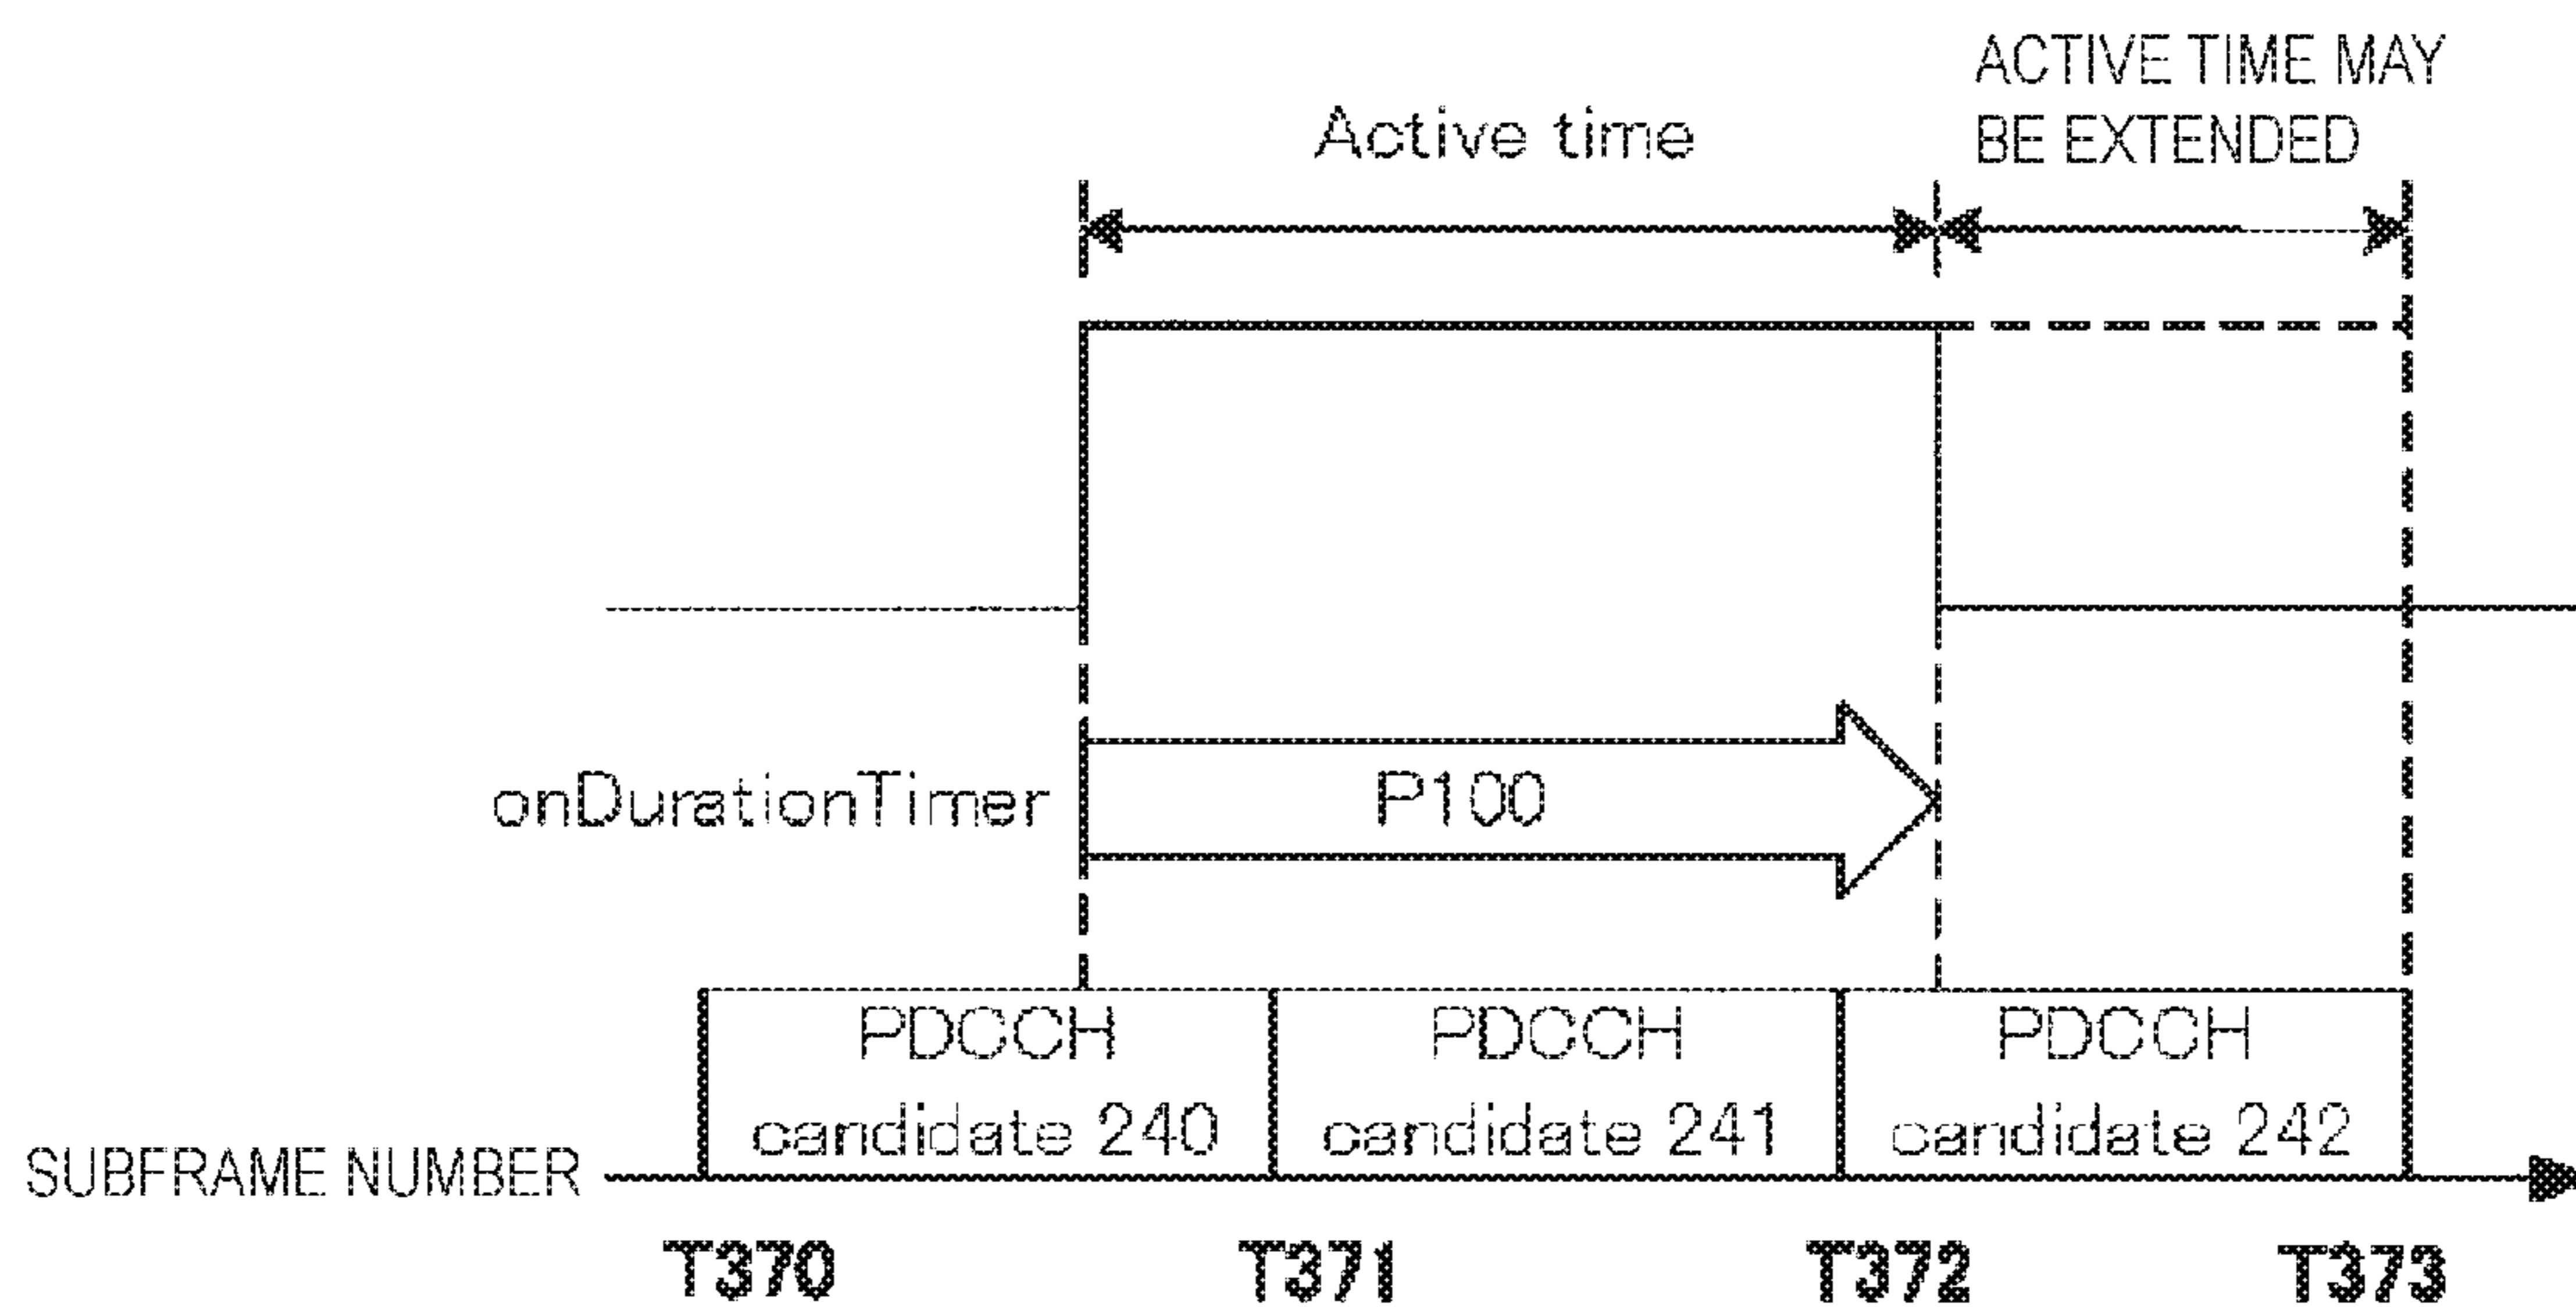 ACTIVE TIME MAY
BE EXTENDED
Active time
onDurationTimer
P100
PDCCH
candidate 240
PDCCH
candidate 241
PDCCH
candidate 242
SUBFRAME NUMBER
T370
T371
T372
T373